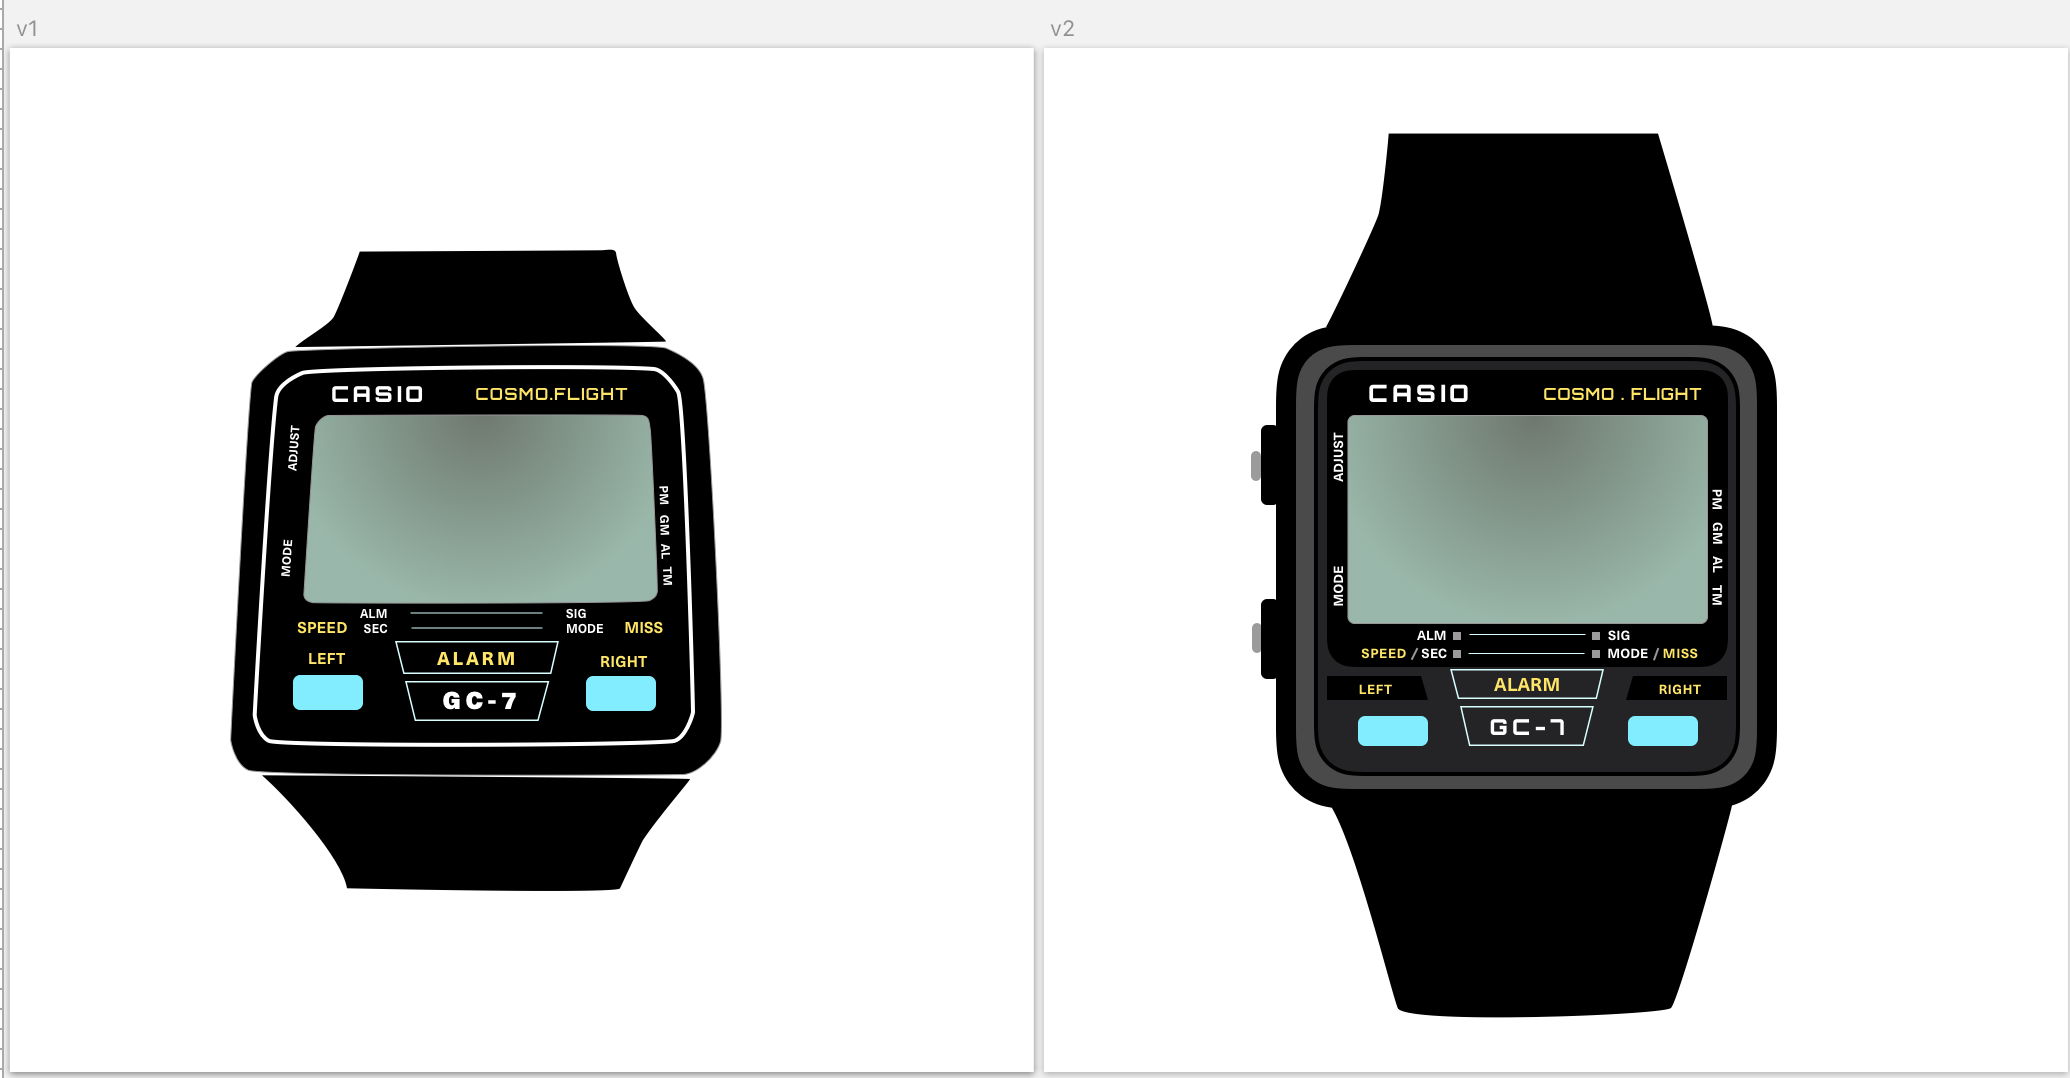 v1
CASIO COSMO.FLIGHT
ADJUST
MODE
PM GM AL TM
ALM SIG
SPEED SEC MODE MISS
LEFT ALARM RIGHT
GC-7
v2
CASIO COSMO . FLIGHT
ADJUST
MODE
PM GM AL TM
ALM SIG
SPEED / SEC MODE / MISS
LEFT ALARM RIGHT
GC-7